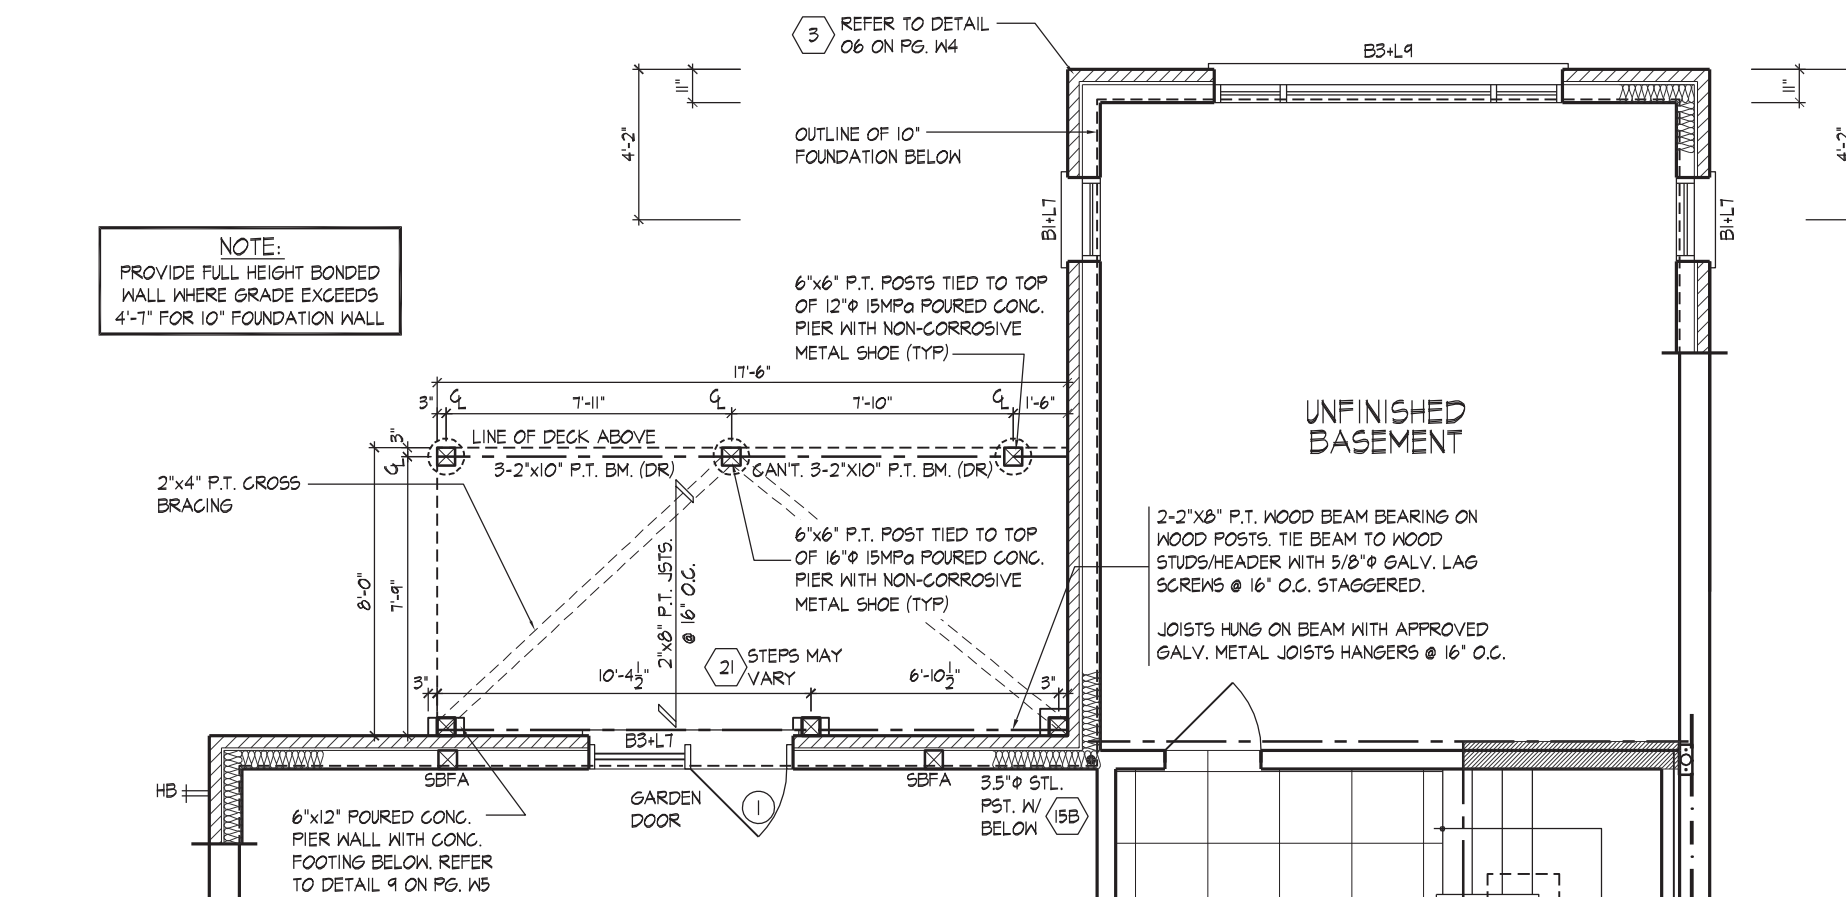 3
REFER TO DETAIL
06 ON PG. W4
B3+L9
11"
4'-2"
11"
4'-2"
OUTLINE OF 10"
FOUNDATION BELOW
B1+L7
B1+L7
NOTE:
PROVIDE FULL HEIGHT BONDED
WALL WHERE GRADE EXCEEDS
4'-7" FOR 10" FOUNDATION WALL
6"x6" P.T. POSTS TIED TO TOP
OF 12"Φ 15MPa POURED CONC.
PIER WITH NON-CORROSIVE
METAL SHOE (TYP)
17'-6"
3"
CL
7'-11"
CL
7'-10"
CL
1'-6"
3"
CL
LINE OF DECK ABOVE
3-2"x10" P.T. BM. (DR)
CAN'T. 3-2"X10" P.T. BM. (DR)
UNFINISHED
BASEMENT
2"x4" P.T. CROSS
BRACING
8'-0"
7'-9"
2"x8" P.T. JSTS.
@ 16" O.C.
6"x6" P.T. POST TIED TO TOP
OF 16"Φ 15MPa POURED CONC.
PIER WITH NON-CORROSIVE
METAL SHOE (TYP)
2-2"X8" P.T. WOOD BEAM BEARING ON
WOOD POSTS. TIE BEAM TO WOOD
STUDS/HEADER WITH 5/8"Φ GALV. LAG
SCREWS @ 16" O.C. STAGGERED.
JOISTS HUNG ON BEAM WITH APPROVED
GALV. METAL JOISTS HANGERS @ 16" O.C.
21
STEPS MAY
VARY
3"
10'-4½"
6'-10½"
3"
B3+L7
SBFA
SBFA
HB
GARDEN
DOOR
1
3.5"Φ STL.
PST. W/
BELOW
15B
6"x12" POURED CONC.
PIER WALL WITH CONC.
FOOTING BELOW. REFER
TO DETAIL 9 ON PG. W5